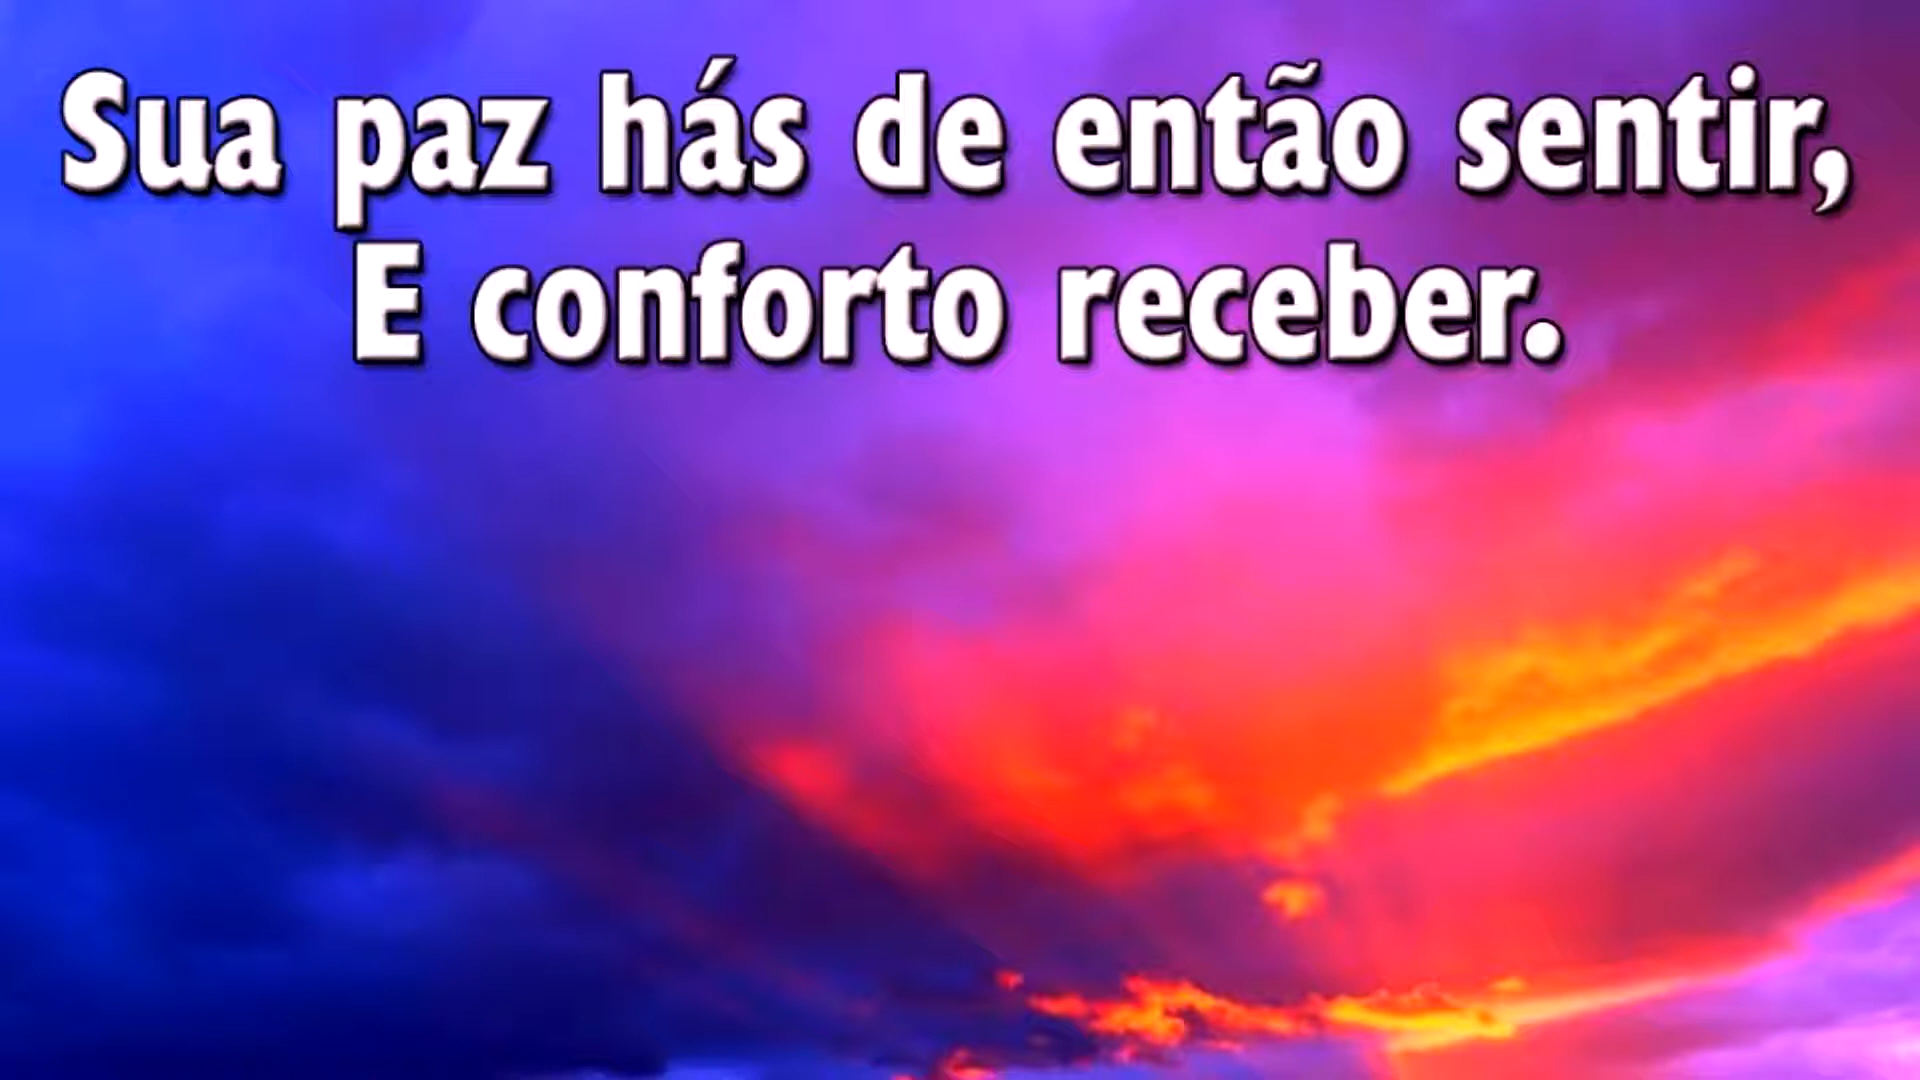 Sua paz hás de então sentir,
E conforto receber.